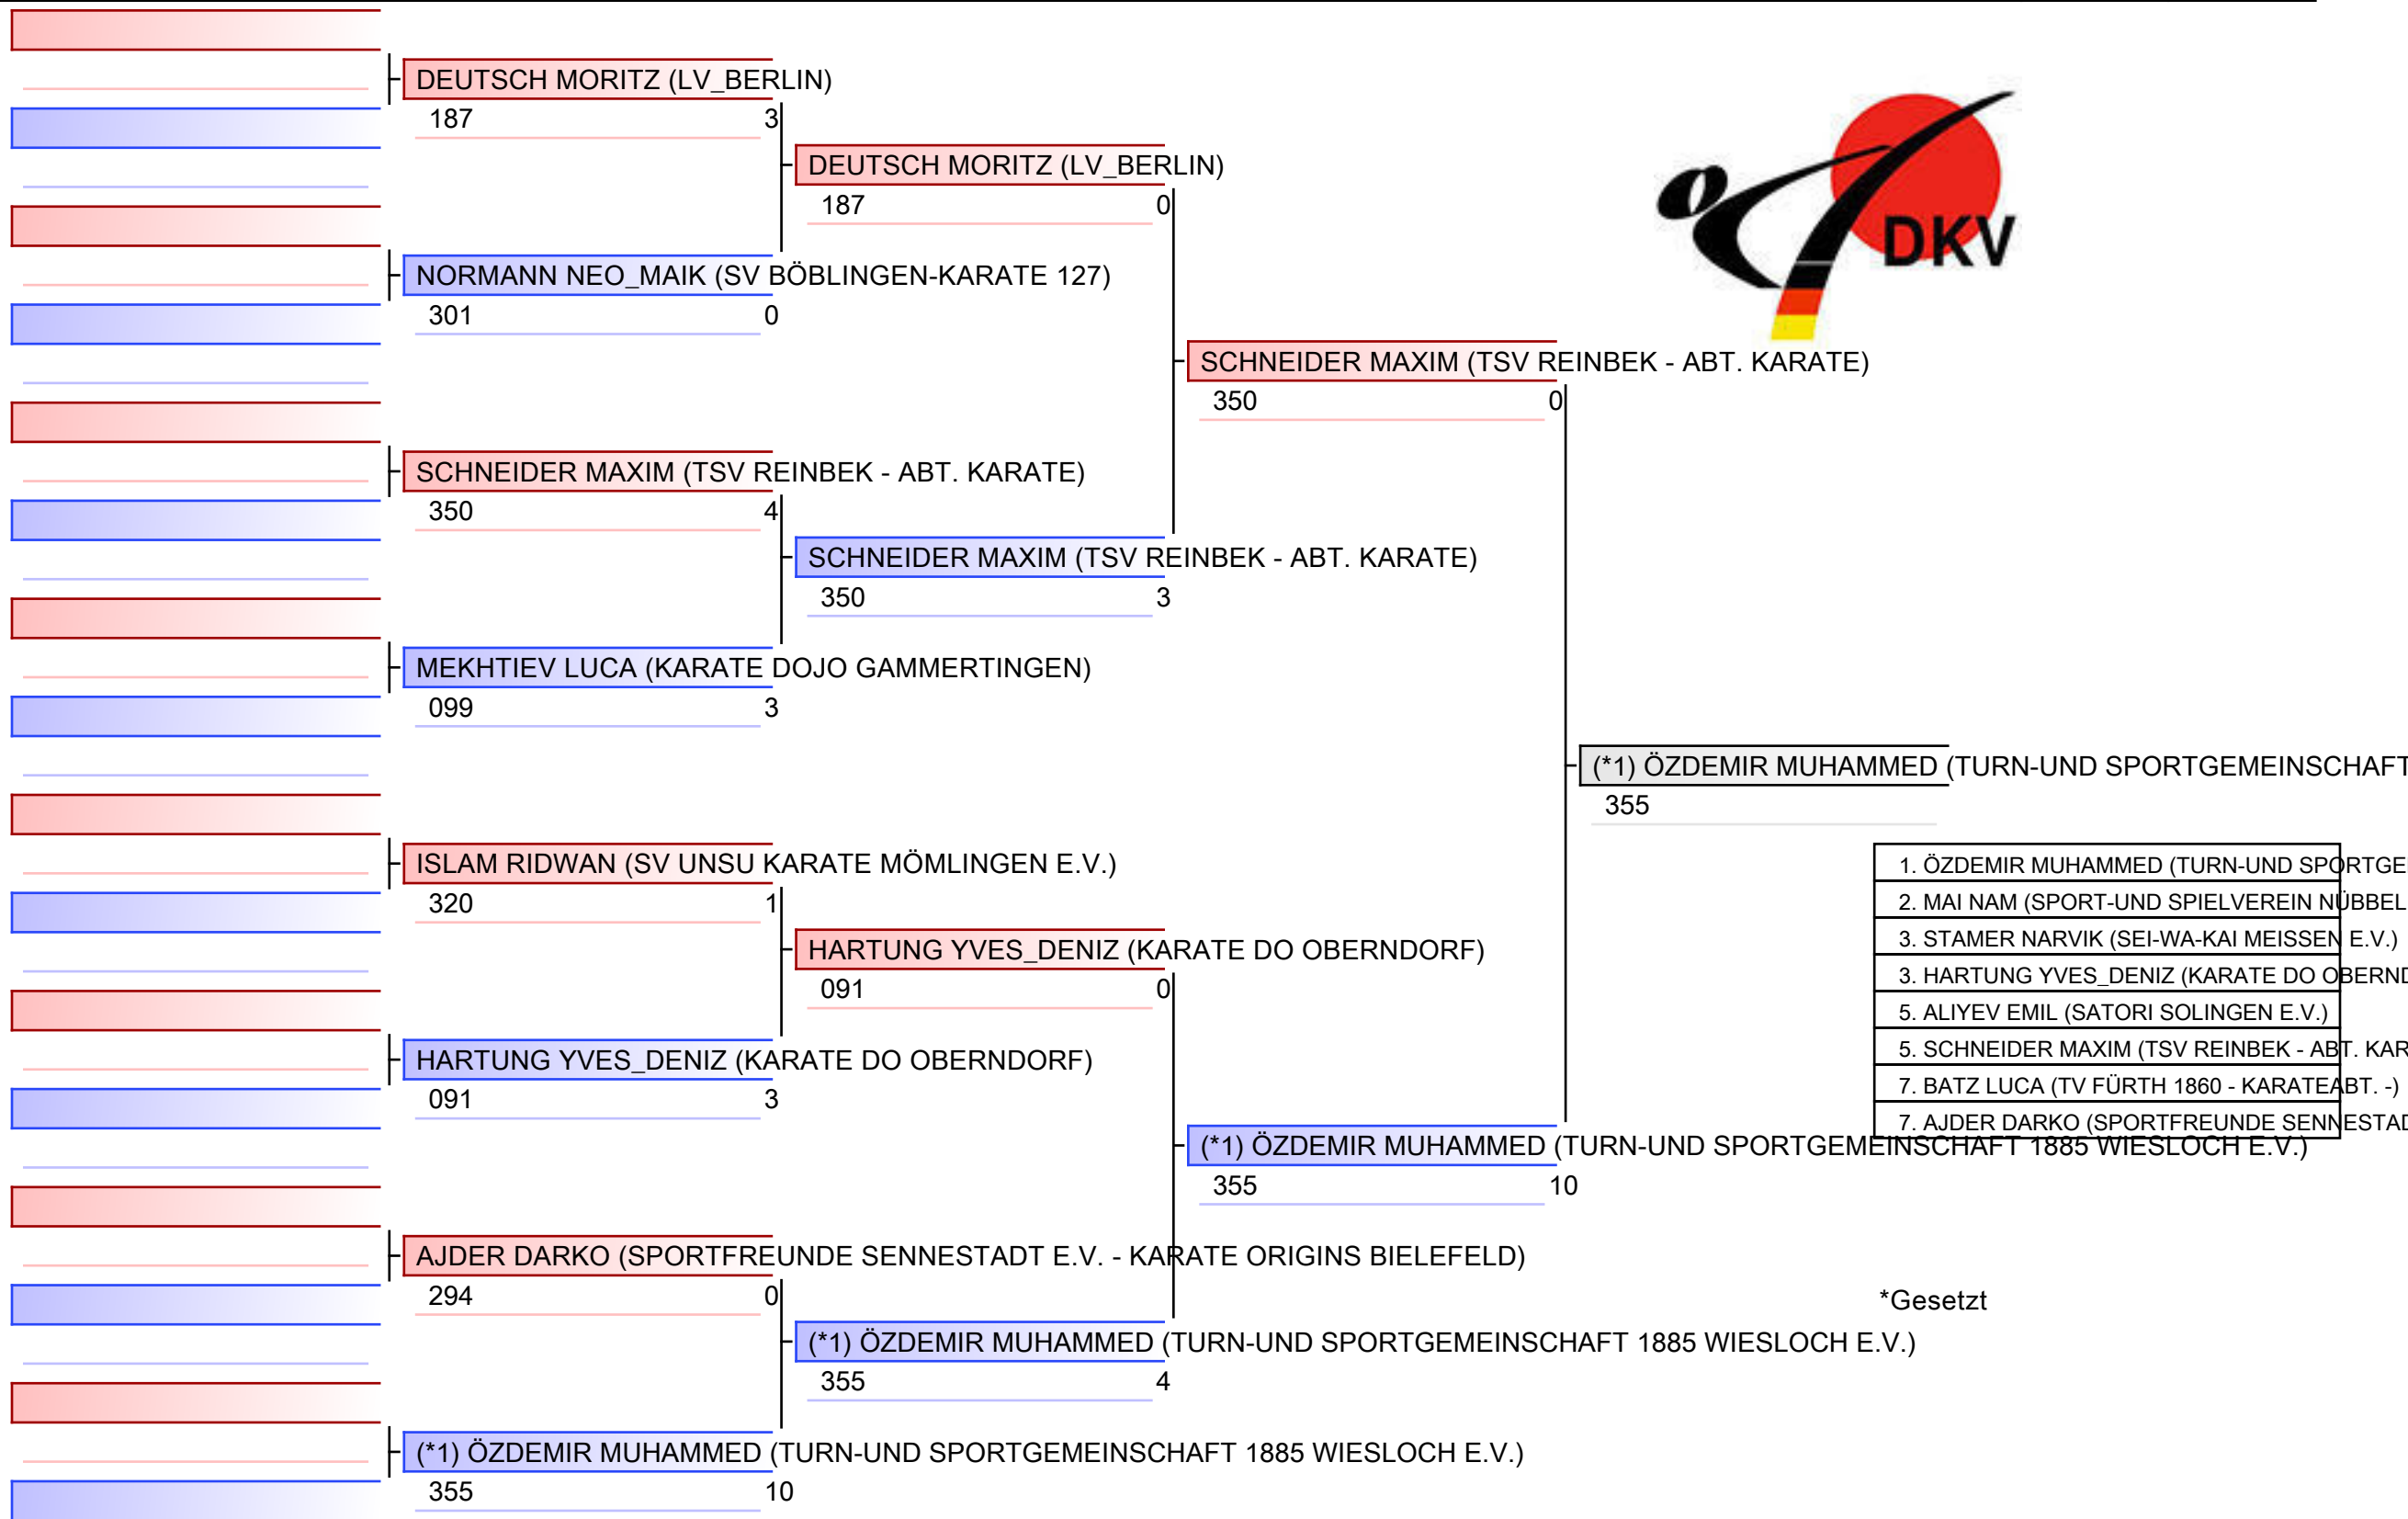 DEUTSCH MORITZ (LV_BERLIN)
187 3
DEUTSCH MORITZ (LV_BERLIN)
187 0
DKV
NORMANN NEO_MAIK (SV BÖBLINGEN-KARATE 127)
301 0
SCHNEIDER MAXIM (TSV REINBEK - ABT. KARATE)
350 0
SCHNEIDER MAXIM (TSV REINBEK - ABT. KARATE)
350 4
SCHNEIDER MAXIM (TSV REINBEK - ABT. KARATE)
350 3
MEKHTIEV LUCA (KARATE DOJO GAMMERTINGEN)
099 3
(*1) ÖZDEMIR MUHAMMED (TURN-UND SPORTGEMEINSCHAFT
355
ISLAM RIDWAN (SV UNSU KARATE MÖMLINGEN E.V.)
320 1
HARTUNG YVES_DENIZ (KARATE DO OBERNDORF)
091 0
1. ÖZDEMIR MUHAMMED (TURN-UND SPORTGE
2. MAI NAM (SPORT-UND SPIELVEREIN NÜBBEL
3. STAMER NARVIK (SEI-WA-KAI MEISSEN E.V.)
3. HARTUNG YVES_DENIZ (KARATE DO OBERND
5. ALIYEV EMIL (SATORI SOLINGEN E.V.)
5. SCHNEIDER MAXIM (TSV REINBEK - ABT. KAR
7. BATZ LUCA (TV FÜRTH 1860 - KARATEABT. -)
7. AJDER DARKO (SPORTFREUNDE SENNESTAD
HARTUNG YVES_DENIZ (KARATE DO OBERNDORF)
091 3
(*1) ÖZDEMIR MUHAMMED (TURN-UND SPORTGEMEINSCHAFT 1885 WIESLOCH E.V.)
355 10
AJDER DARKO (SPORTFREUNDE SENNESTADT E.V. - KARATE ORIGINS BIELEFELD)
294 0
*Gesetzt
(*1) ÖZDEMIR MUHAMMED (TURN-UND SPORTGEMEINSCHAFT 1885 WIESLOCH E.V.)
355 4
(*1) ÖZDEMIR MUHAMMED (TURN-UND SPORTGEMEINSCHAFT 1885 WIESLOCH E.V.)
355 10